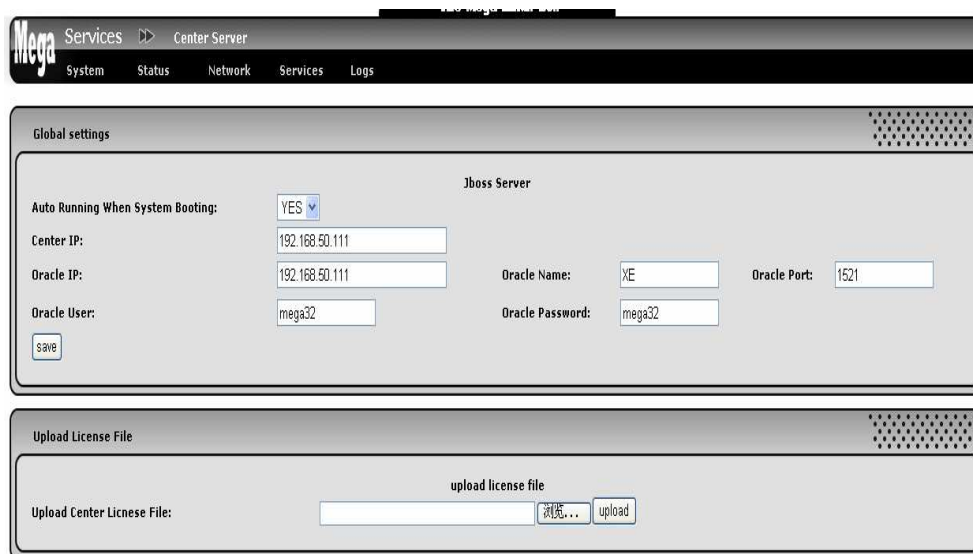 Mega
Services Center Server
System Status Network Services Logs
Global settings
Jboss Server
Auto Running When System Booting: YES
Center IP: 192.168.50.111
Oracle IP: 192.168.50.111 Oracle Name: XE Oracle Port: 1521
Oracle User: mega32 Oracle Password: mega32
save
Upload License File
upload license file
Upload Center Licnese File: 浏览... upload